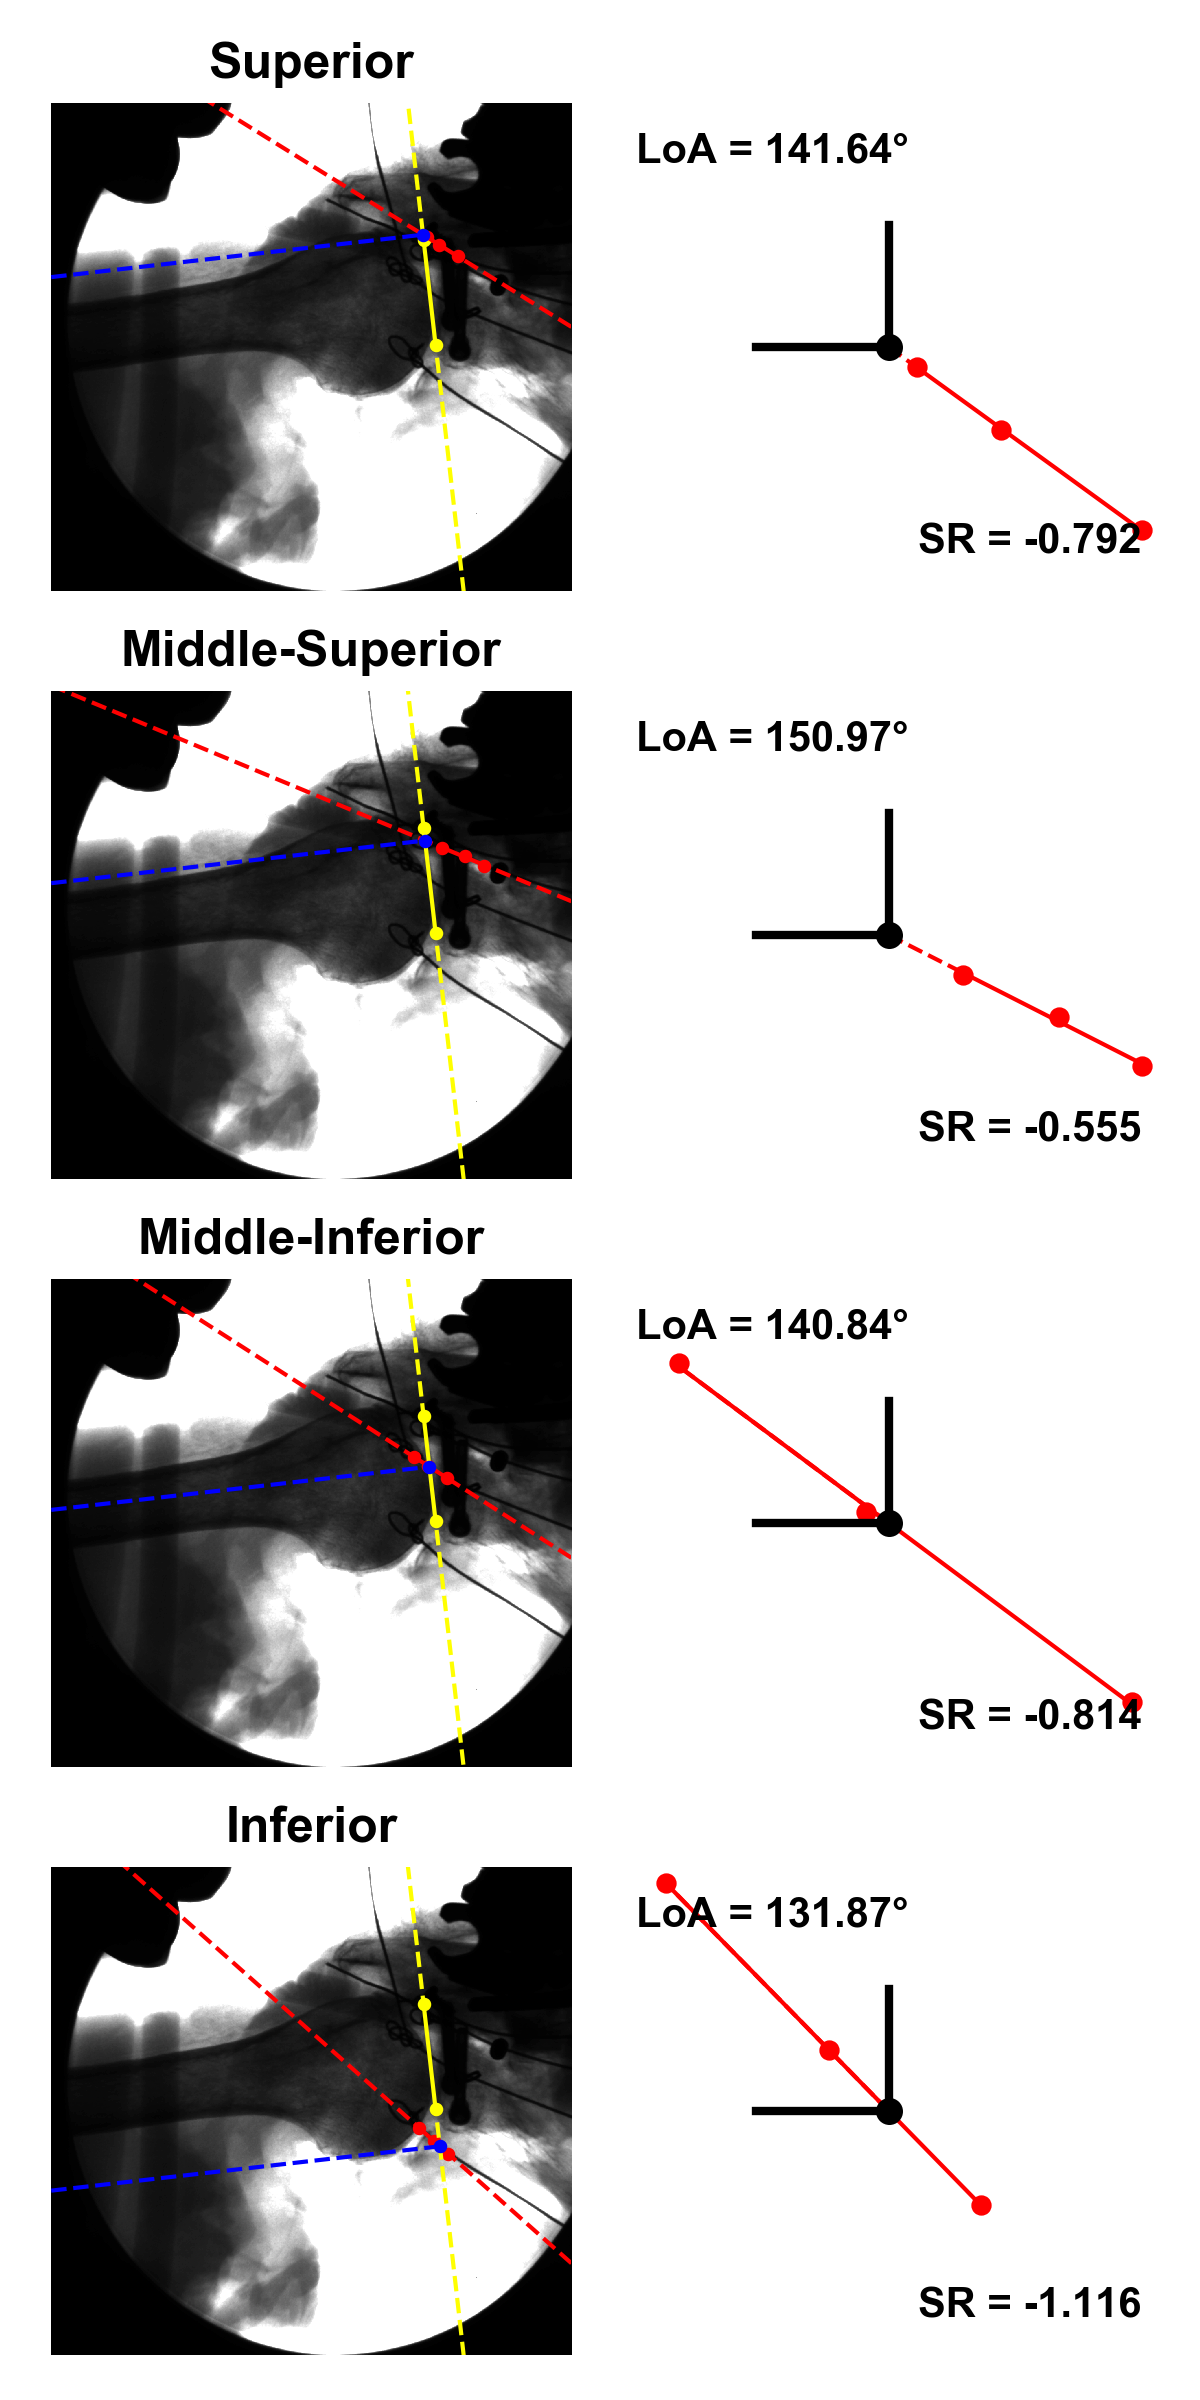 Superior
LoA = 141.64°
SR = -0.792
Middle-Superior
LoA = 150.97°
SR = -0.555
Middle-Inferior
LoA = 140.84°
SR = -0.814
Inferior
LoA = 131.87°
SR = -1.116